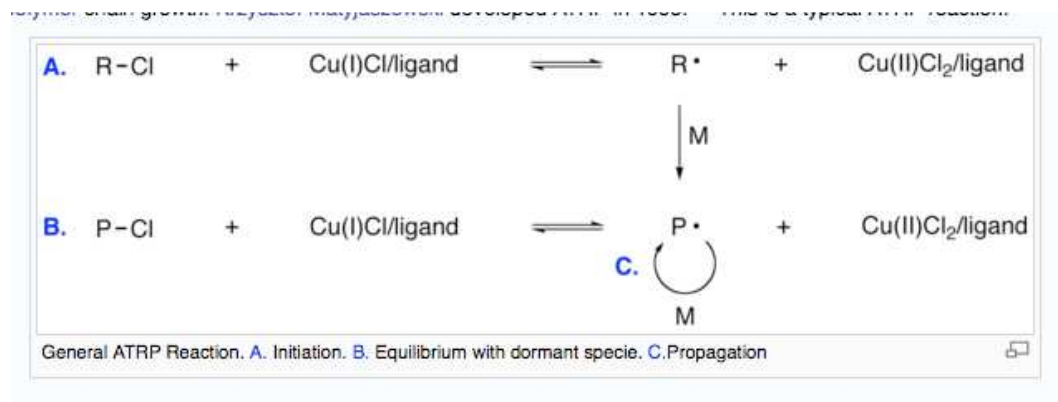 A. R-Cl + Cu(I)Cl/ligand R• + Cu(II)Cl₂/ligand
M
B. P-Cl + Cu(I)Cl/ligand P• + Cu(II)Cl₂/ligand
C.
M
General ATRP Reaction. A. Initiation. B. Equilibrium with dormant specie. C.Propagation